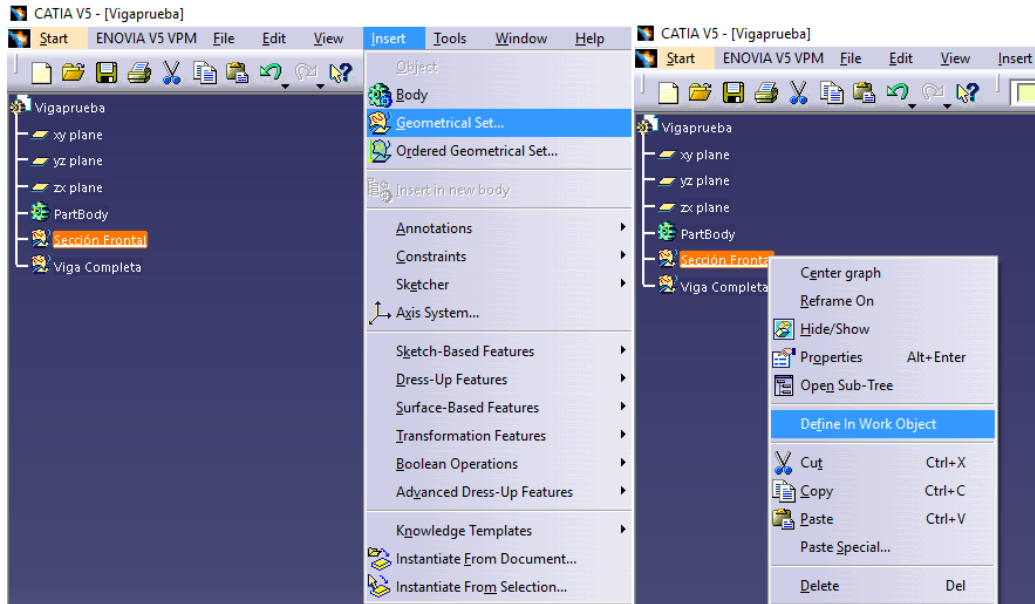 CATIA V5 - [Vigaprueba]
Start ENOVIA V5 VPM File Edit View Insert Tools Window Help
Vigaprueba
xy plane
yz plane
zx plane
PartBody
Sección Frontal
Viga Completa
Object
Body
Geometrical Set...
Ordered Geometrical Set...
Insert in new body
Annotations
Constraints
Sketcher
Axis System...
Sketch-Based Features
Dress-Up Features
Surface-Based Features
Transformation Features
Boolean Operations
Advanced Dress-Up Features
Knowledge Templates
Instantiate From Document...
Instantiate From Selection...
CATIA V5 - [Vigaprueba]
Start ENOVIA V5 VPM File Edit View Insert
Vigaprueba
xy plane
yz plane
zx plane
PartBody
Sección Fronta
Viga Completa
Center graph
Reframe On
Hide/Show
Properties Alt+Enter
Open Sub-Tree
Define In Work Object
Cut Ctrl+X
Copy Ctrl+C
Paste Ctrl+V
Paste Special...
Delete Del